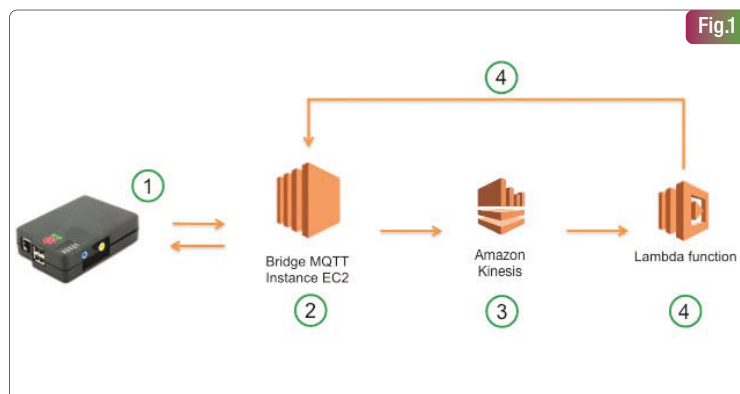 Fig.1
4
1
Bridge MQTT
Instance EC2
2
Amazon
Kinesis
3
Lambda function
4